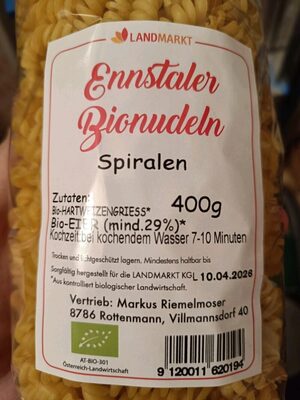 LANDMARKT
Ennstaler
Bionudeln
Spiralen
Zutaten:
400g
Bio-HARTWEIZENGRIESS*
Bio-EIER (mind.29%)*
Kochzeit bei kochendem Wasser 7-10 Minuten
Trocken und lichtgeschützt lagern. Mindestens haltbar bis
Sorgfältig hergestellt für die LANDMARKT KG 10.04.2026
*Aus kontrolliert biologischer Landwirtschaft.
Vertrieb: Markus Riemelmoser
8786 Rottenmann, Villmannsdorf 40
AT-BIO-301
Österreich-Landwirtschaft
9 120011 620194